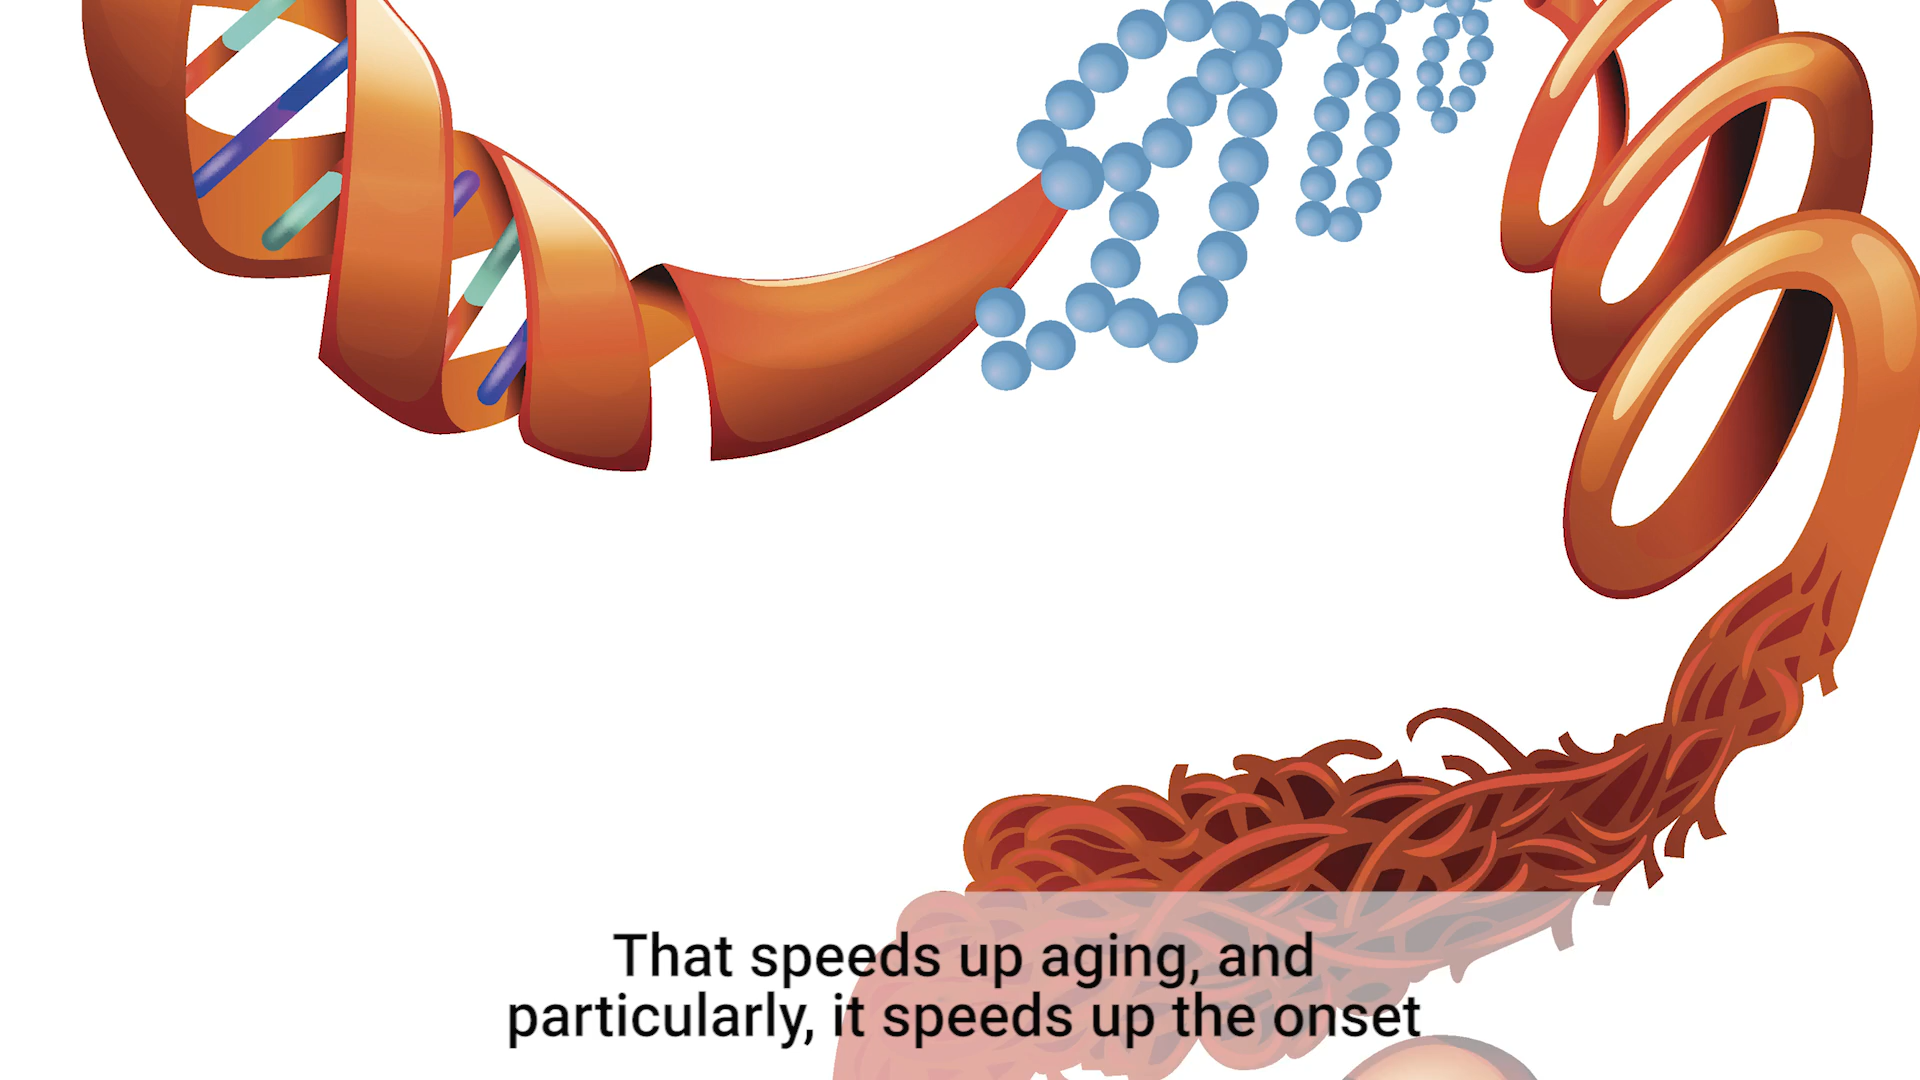 That speeds up aging, and
particularly, it speeds up the onset